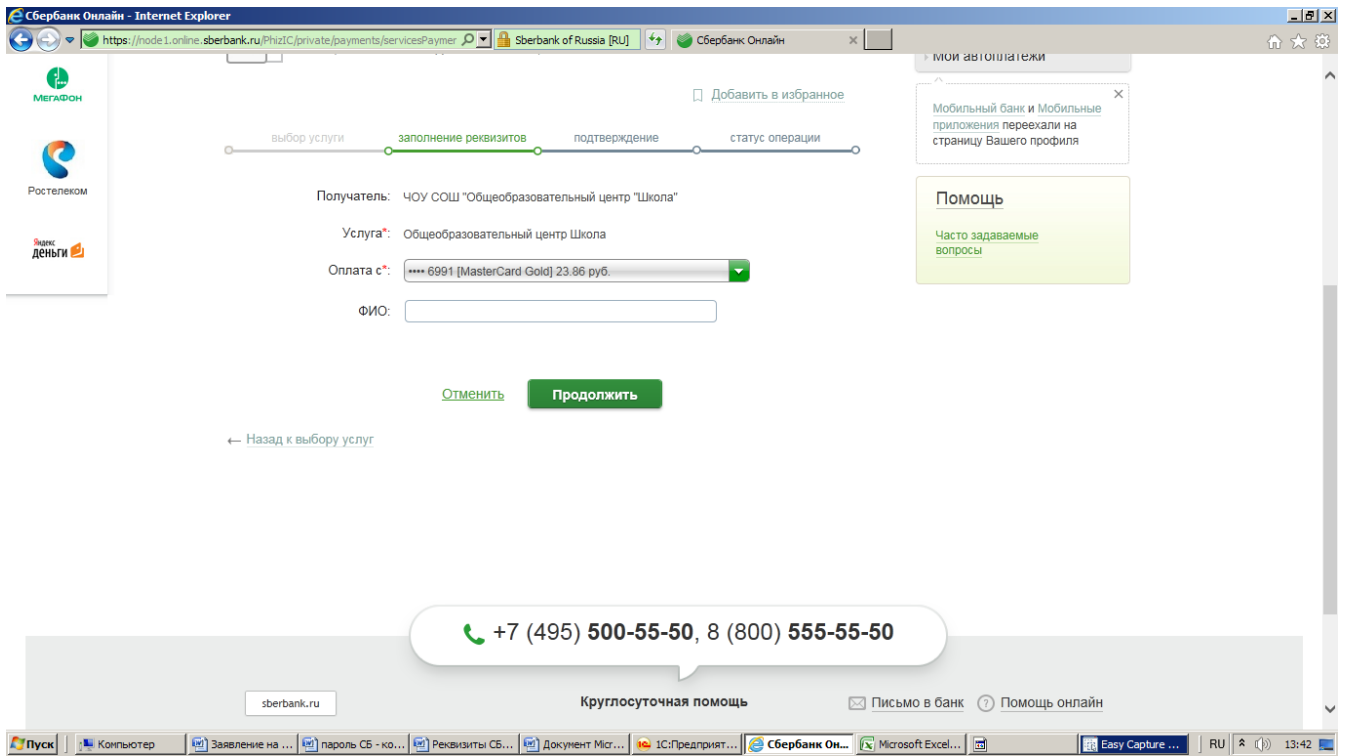 Сбербанк Онлайн - Internet Explorer
https://node1.online.sberbank.ru/PhizIC/private/payments/servicesPaymer
Sberbank of Russia [RU]
Сбербанк Онлайн
МЕГАФОН
Ростелеком
Яндекс
деньги
Мои автоплатежи
Добавить в избранное
выбор услуги заполнение реквизитов подтверждение статус операции
Мобильный банк и Мобильные
приложения переехали на
страницу Вашего профиля
Получатель: ЧОУ СОШ "Общеобразовательный центр "Школа"
Услуга*: Общеобразовательный центр Школа
Оплата с*: •••• 6991 [MasterCard Gold] 23.86 руб.
ФИО:
Помощь
Часто задаваемые
вопросы
Отменить Продолжить
← Назад к выбору услуг
+7 (495) 500-55-50, 8 (800) 555-55-50
sberbank.ru Круглосуточная помощь Письмо в банк ? Помощь онлайн
Пуск Компьютер Заявление на ... пароль СБ - ко... Реквизиты СБ... Документ Micr... 1С:Предприят... Сбербанк Он... Microsoft Excel... Easy Capture ... RU 13:42